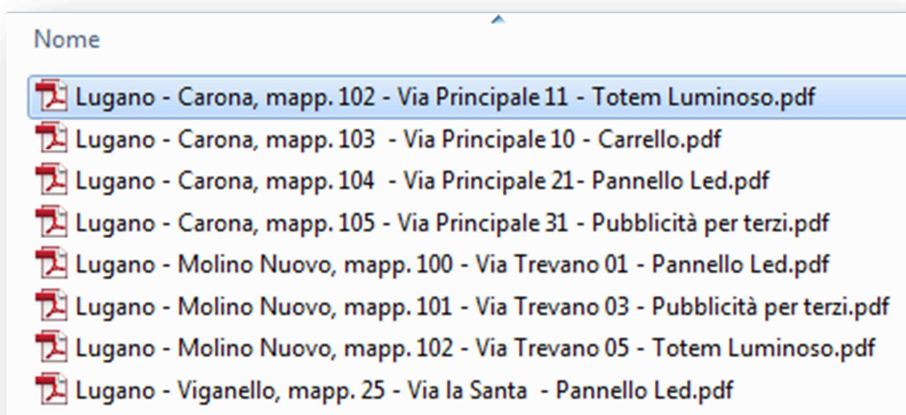 Nome
Lugano - Carona, mapp. 102 - Via Principale 11 - Totem Luminoso.pdf
Lugano - Carona, mapp. 103  - Via Principale 10 - Carrello.pdf
Lugano - Carona, mapp. 104  - Via Principale 21- Pannello Led.pdf
Lugano - Carona, mapp. 105 - Via Principale 31 - Pubblicità per terzi.pdf
Lugano - Molino Nuovo, mapp. 100 - Via Trevano 01 - Pannello Led.pdf
Lugano - Molino Nuovo, mapp. 101 - Via Trevano 03 - Pubblicità per terzi.pdf
Lugano - Molino Nuovo, mapp. 102 - Via Trevano 05 - Totem Luminoso.pdf
Lugano - Viganello, mapp. 25 - Via la Santa  - Pannello Led.pdf